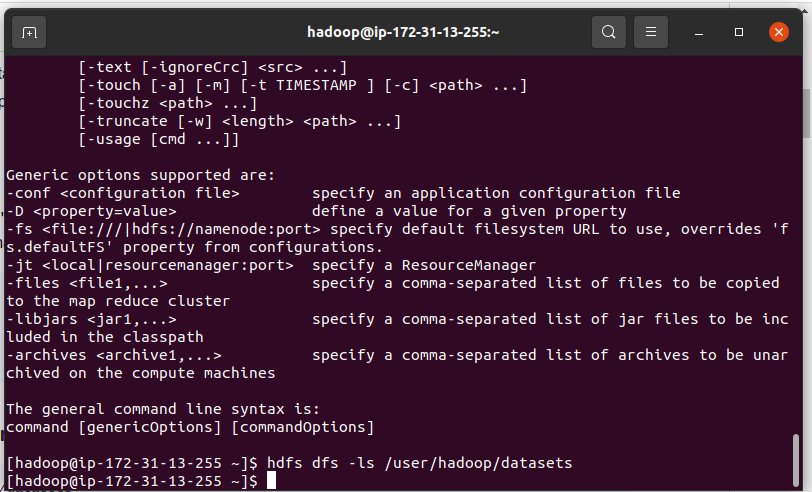 hadoop@ip-172-31-13-255:~
[-text [-ignoreCrc] <src> ...]
[-touch [-a] [-m] [-t TIMESTAMP ] [-c] <path> ...]
[-touchz <path> ...]
[-truncate [-w] <length> <path> ...]
[-usage [cmd ...]]
Generic options supported are:
-conf <configuration file>        specify an application configuration file
-D <property=value>               define a value for a given property
-fs <file:///|hdfs://namenode:port> specify default filesystem URL to use, overrides 'f
s.defaultFS' property from configurations.
-jt <local|resourcemanager:port>  specify a ResourceManager
-files <file1,...>                specify a comma-separated list of files to be copied
to the map reduce cluster
-libjars <jar1,...>               specify a comma-separated list of jar files to be inc
luded in the classpath
-archives <archive1,...>          specify a comma-separated list of archives to be unar
chived on the compute machines
The general command line syntax is:
command [genericOptions] [commandOptions]
[hadoop@ip-172-31-13-255 ~]$ hdfs dfs -ls /user/hadoop/datasets
[hadoop@ip-172-31-13-255 ~]$